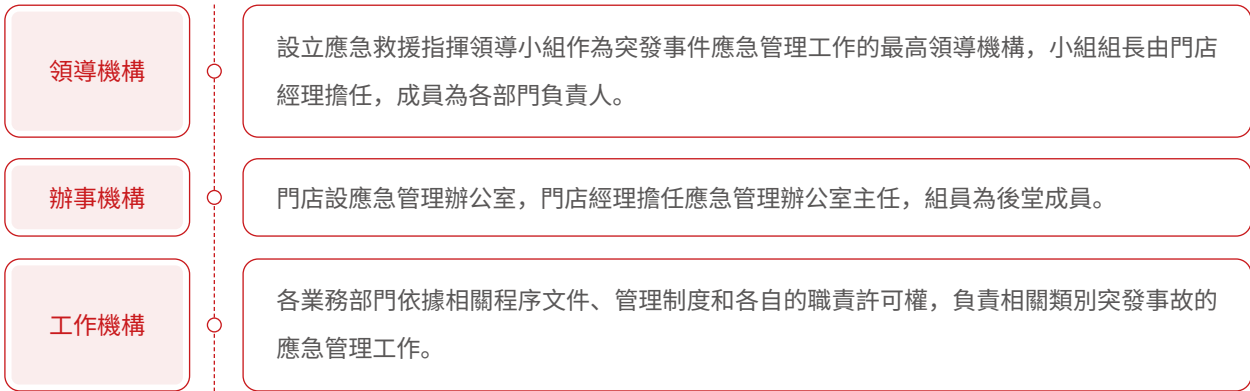 領導機構
設立應急救援指揮領導小組作為突發事件應急管理工作的最高領導機構，小組組長由門店
經理擔任，成員為各部門負責人。
辦事機構
門店設應急管理辦公室，門店經理擔任應急管理辦公室主任，組員為後堂成員。
工作機構
各業務部門依據相關程序文件、管理制度和各自的職責許可權，負責相關類別突發事故的
應急管理工作。